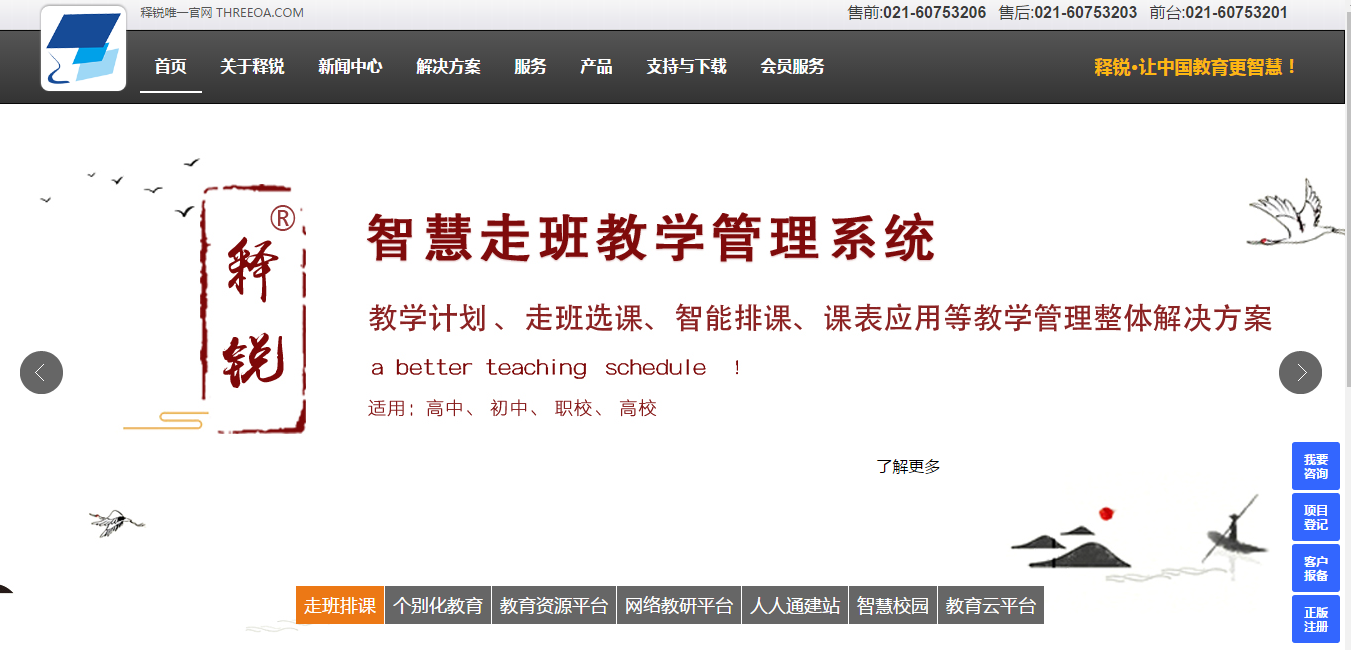 释锐唯一官网 THREEOA.COM
售前:021-60753206 售后:021-60753203 前台:021-60753201
首页 关于释锐 新闻中心 解决方案 服务 产品 支持与下载 会员服务
释锐·让中国教育更智慧！
®
释锐
智慧走班教学管理系统
教学计划、走班选课、智能排课、课表应用等教学管理整体解决方案
a better teaching schedule ！
适用：高中、 初中、 职校、 高校
了解更多
我要
咨询
项目
登记
客户
报备
正版
注册
走班排课 个别化教育 教育资源平台 网络教研平台 人人通建站 智慧校园 教育云平台